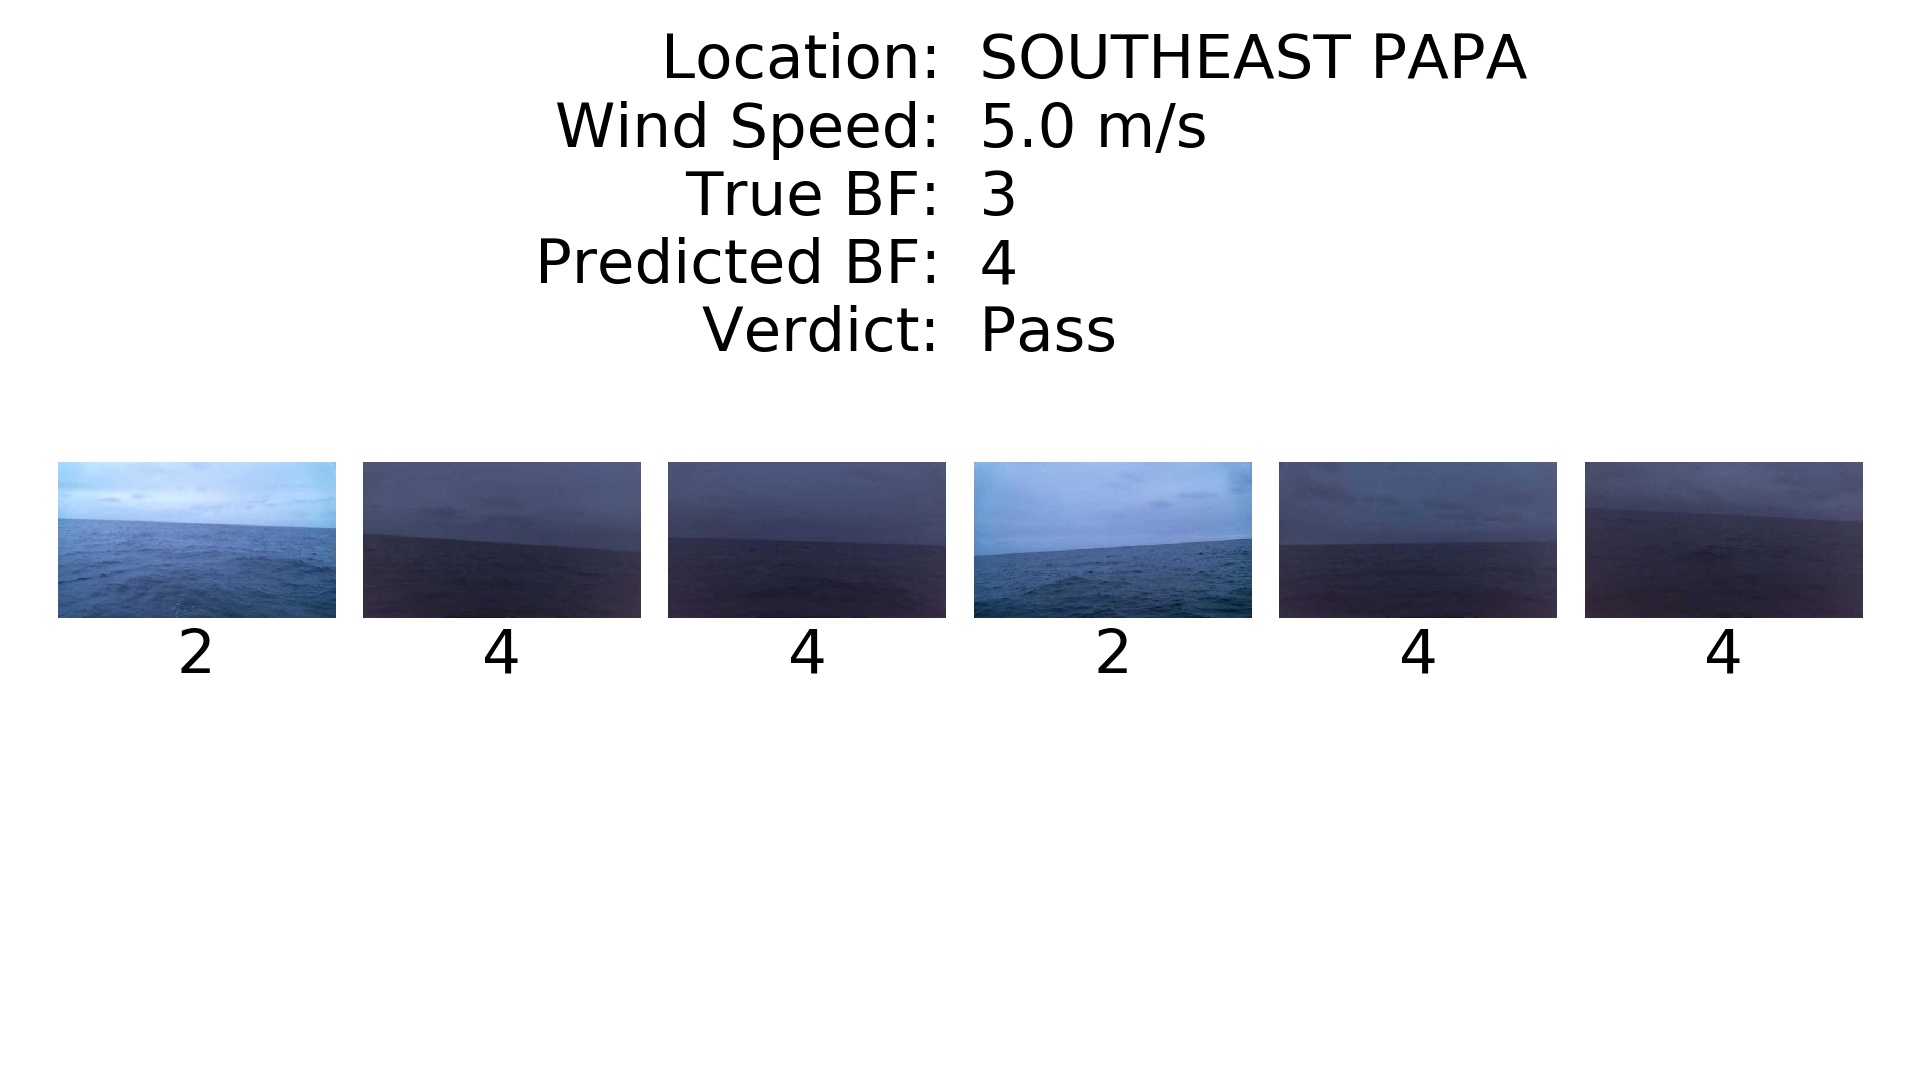 Location: SOUTHEAST PAPA
Wind Speed: 5.0 m/s
True BF: 3
Predicted BF: 4
Verdict: Pass
2 4 4 2 4 4